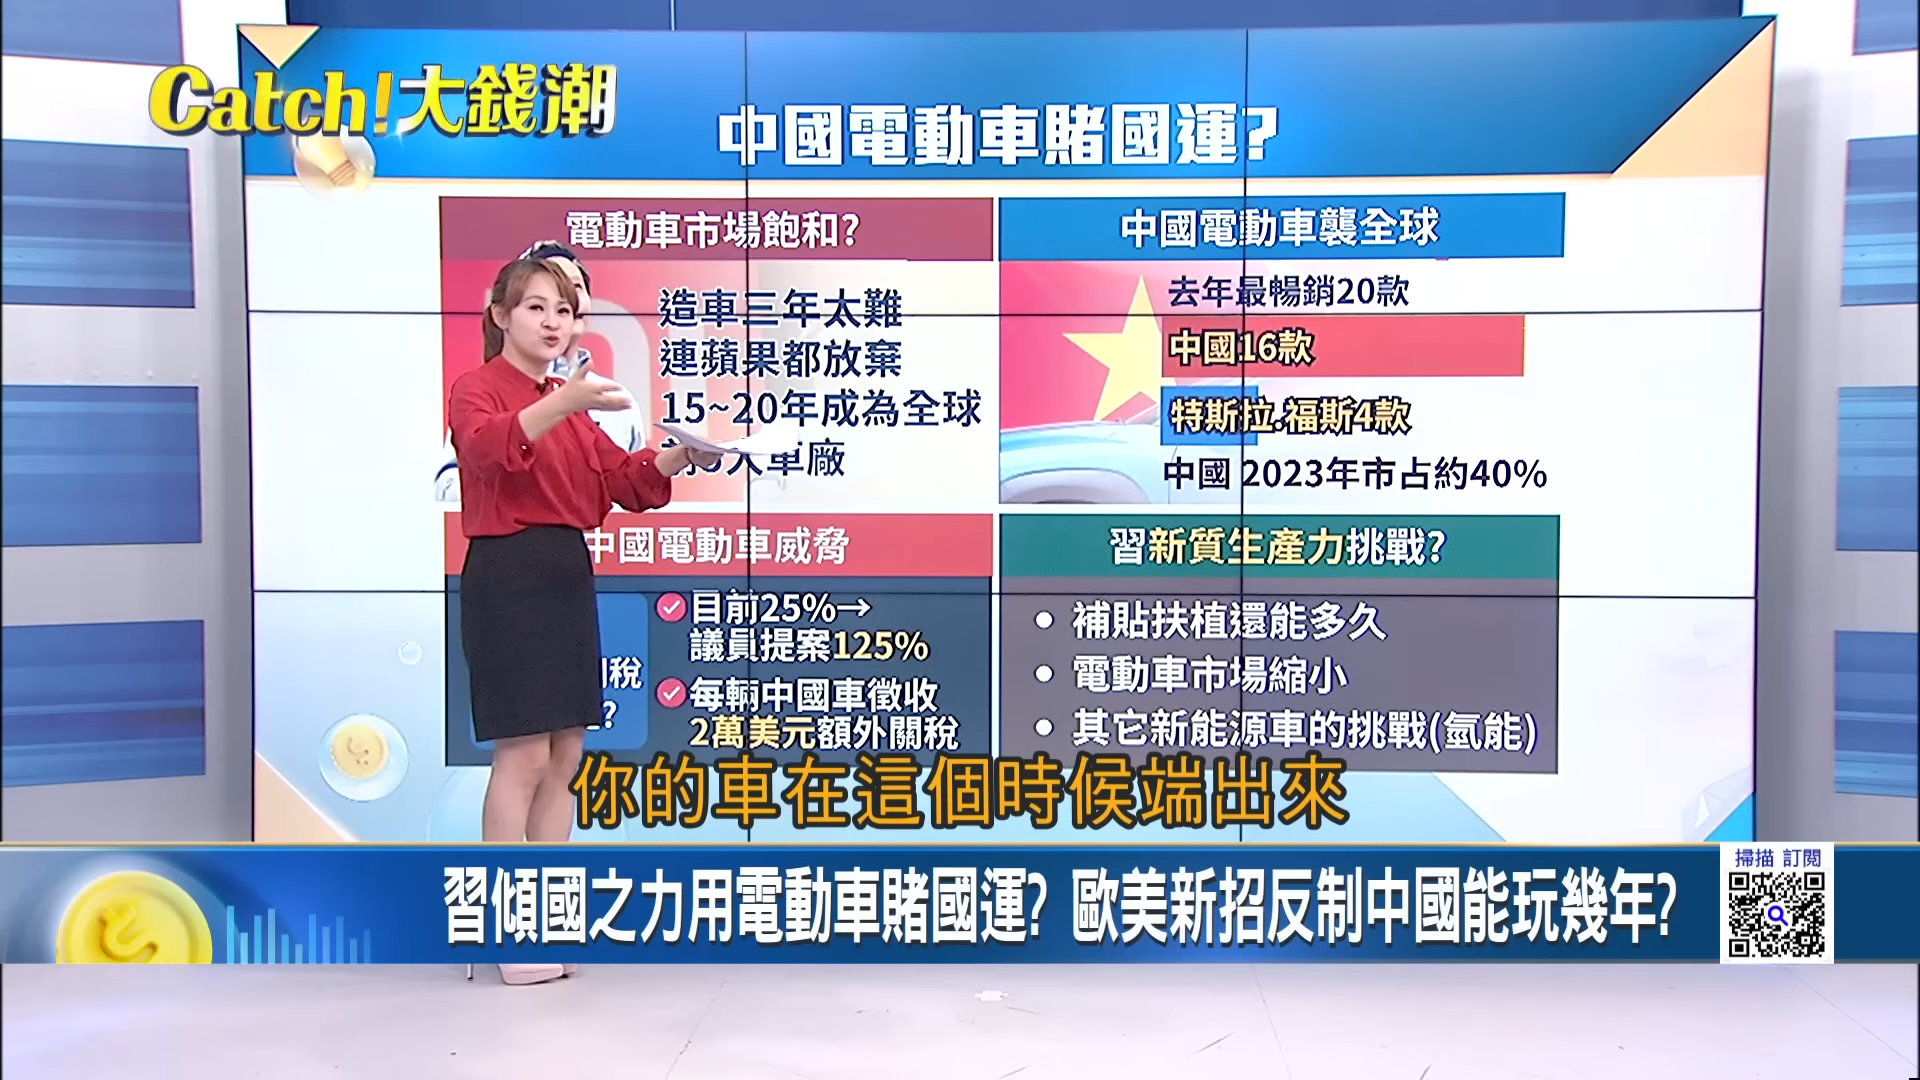 Catch!大錢潮
中國電動車賭國運?
電動車市場飽和?
造車三年太難
連蘋果都放棄
15~20年成為全球
大車廠
中國電動車襲全球
去年最暢銷20款
中國16款
特斯拉.福斯4款
中國 2023年市占約40%
中國電動車威脅
稅
?
目前25%→
議員提案125%
每輛中國車徵收
2萬美元額外關稅
習新質生產力挑戰?
• 補貼扶植還能多久
• 電動車市場縮小
• 其它新能源車的挑戰(氫能)
你的車在這個時候端出來
習傾國之力用電動車賭國運? 歐美新招反制中國能玩幾年?
掃描 訂閱